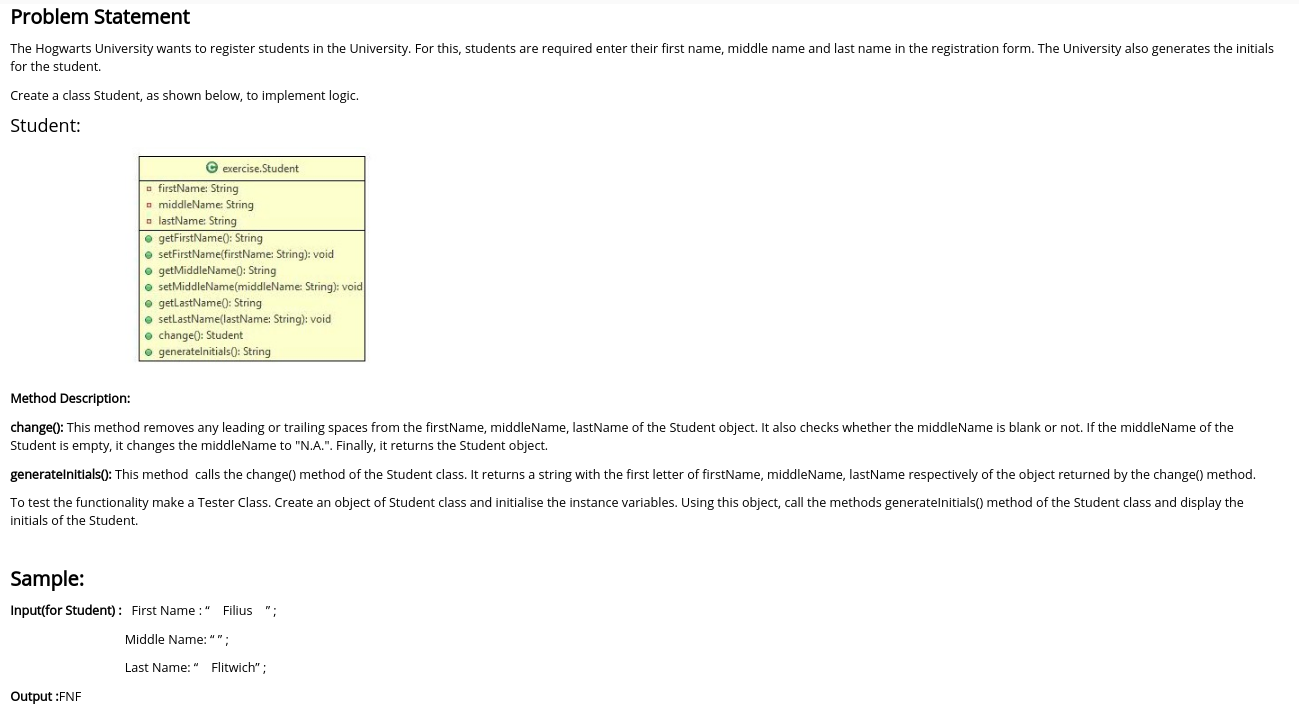 Problem Statement
The Hogwarts University wants to register students in the University. For this, students are required enter their first name, middle name and last name in the registration form. The University also generates the initials
for the student.
Create a class Student, as shown below, to implement logic.
Student:
exercise.Student
firstName: String
middleName: String
lastName: String
getFirstName(): String
setFirstName(firstName: String): void
getMiddleName(): String
setMiddleName(middleName: String): void
getLastName(): String
setLastName(lastName: String): void
change(): Student
generateInitials(): String
Method Description:
change(): This method removes any leading or trailing spaces from the firstName, middleName, lastName of the Student object. It also checks whether the middleName is blank or not. If the middleName of the
Student is empty, it changes the middleName to "N.A.". Finally, it returns the Student object.
generateInitials(): This method  calls the change() method of the Student class. It returns a string with the first letter of firstName, middleName, lastName respectively of the object returned by the change() method.
To test the functionality make a Tester Class. Create an object of Student class and initialise the instance variables. Using this object, call the methods generateInitials() method of the Student class and display the
initials of the Student.
Sample:
Input(for Student) :   First Name : “    Filius    ” ;
Middle Name: “ ” ;
Last Name: “    Flitwich” ;
Output :FNF